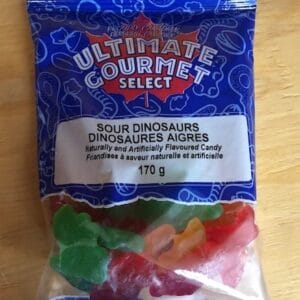 ULTIMATE
GOURMET
SELECT
SOUR DINOSAURS
DINOSAURES AIGRES
Naturally and Artificially Flavoured Candy
Friandises à saveur naturelle et artificielle
170 g